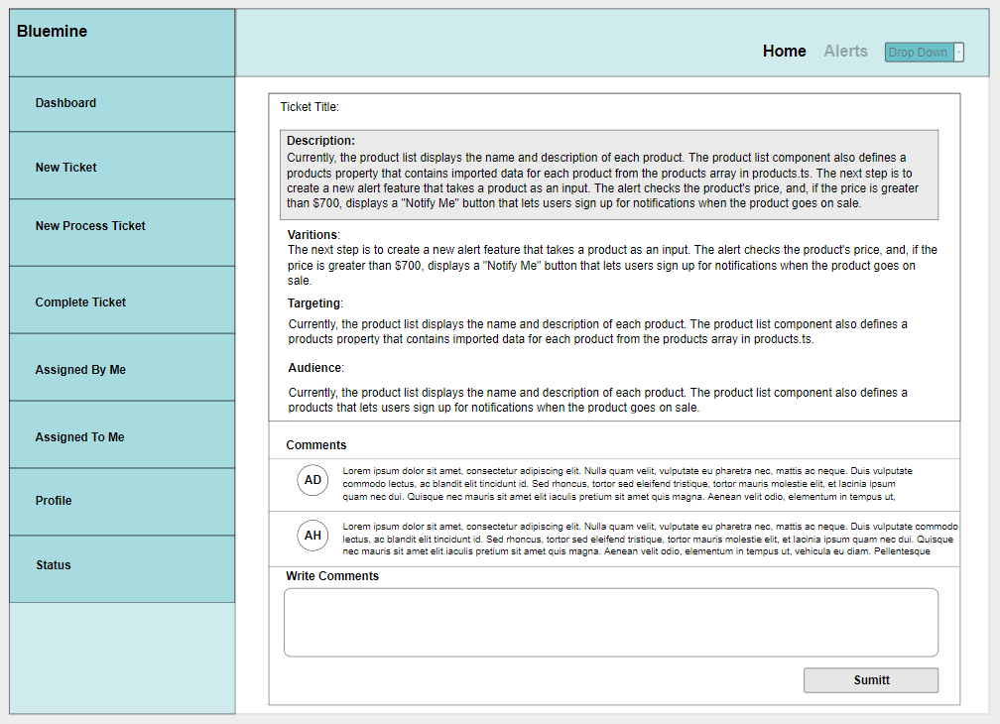 Bluemine
Home
Alerts
Drop Down
Dashboard
New Ticket
New Process Ticket
Complete Ticket
Assigned By Me
Assigned To Me
Profile
Status
Ticket Title:
Description:
Currently, the product list displays the name and description of each product. The product list component also defines a
products property that contains imported data for each product from the products array in products.ts. The next step is to
create a new alert feature that takes a product as an input. The alert checks the product's price, and, if the price is greater
than $700, displays a "Notify Me" button that lets users sign up for notifications when the product goes on sale.
Varitions:
The next step is to create a new alert feature that takes a product as an input. The alert checks the product's price, and, if the
price is greater than $700, displays a "Notify Me" button that lets users sign up for notifications when the product goes on
sale.
Targeting:
Currently, the product list displays the name and description of each product. The product list component also defines a
products property that contains imported data for each product from the products array in products.ts.
Audience:
Currently, the product list displays the name and description of each product. The product list component also defines a
products that lets users sign up for notifications when the product goes on sale.
Comments
AD
Lorem ipsum dolor sit amet, consectetur adipiscing elit. Nulla quam velit, vulputate eu pharetra nec, mattis ac neque. Duis vulputate
commodo lectus, ac blandit elit tincidunt id. Sed rhoncus, tortor sed eleifend tristique, tortor mauris molestie elit, et lacinia ipsum
quam nec dui. Quisque nec mauris sit amet elit iaculis pretium sit amet quis magna. Aenean velit odio, elementum in tempus ut,
AH
Lorem ipsum dolor sit amet, consectetur adipiscing elit. Nulla quam velit, vulputate eu pharetra nec, mattis ac neque. Duis vulputate commodo
lectus, ac blandit elit tincidunt id. Sed rhoncus, tortor sed eleifend tristique, tortor mauris molestie elit, et lacinia ipsum quam nec dui. Quisque
nec mauris sit amet elit iaculis pretium sit amet quis magna. Aenean velit odio, elementum in tempus ut, vehicula eu diam. Pellentesque
Write Comments
Sumitt